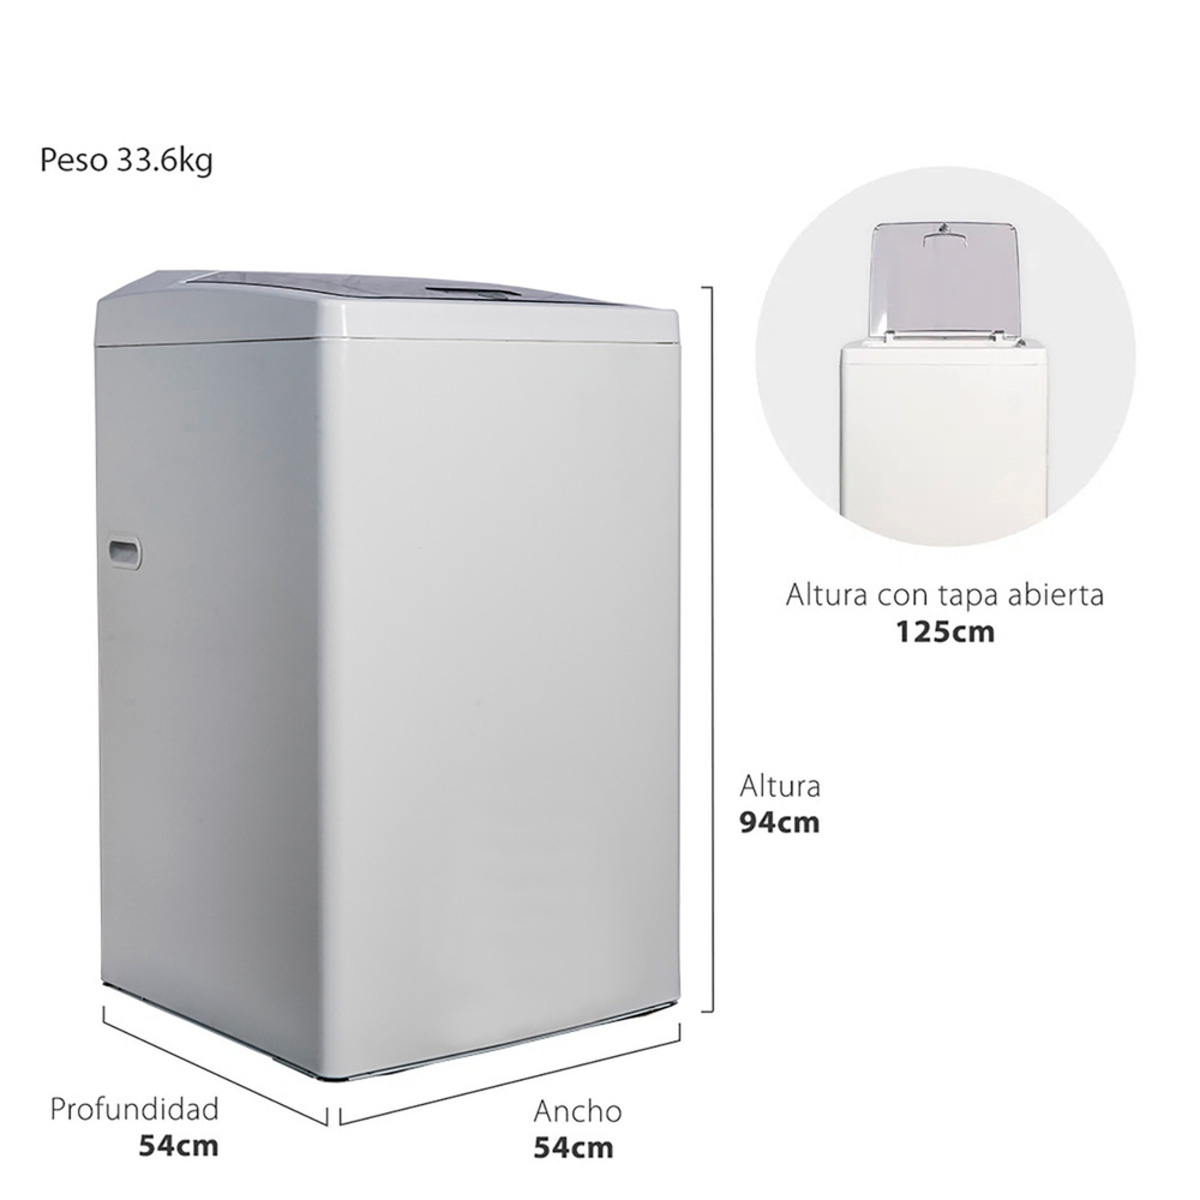 Peso 33.6kg
Altura con tapa abierta
125cm
Altura
94cm
Profundidad
54cm
Ancho
54cm